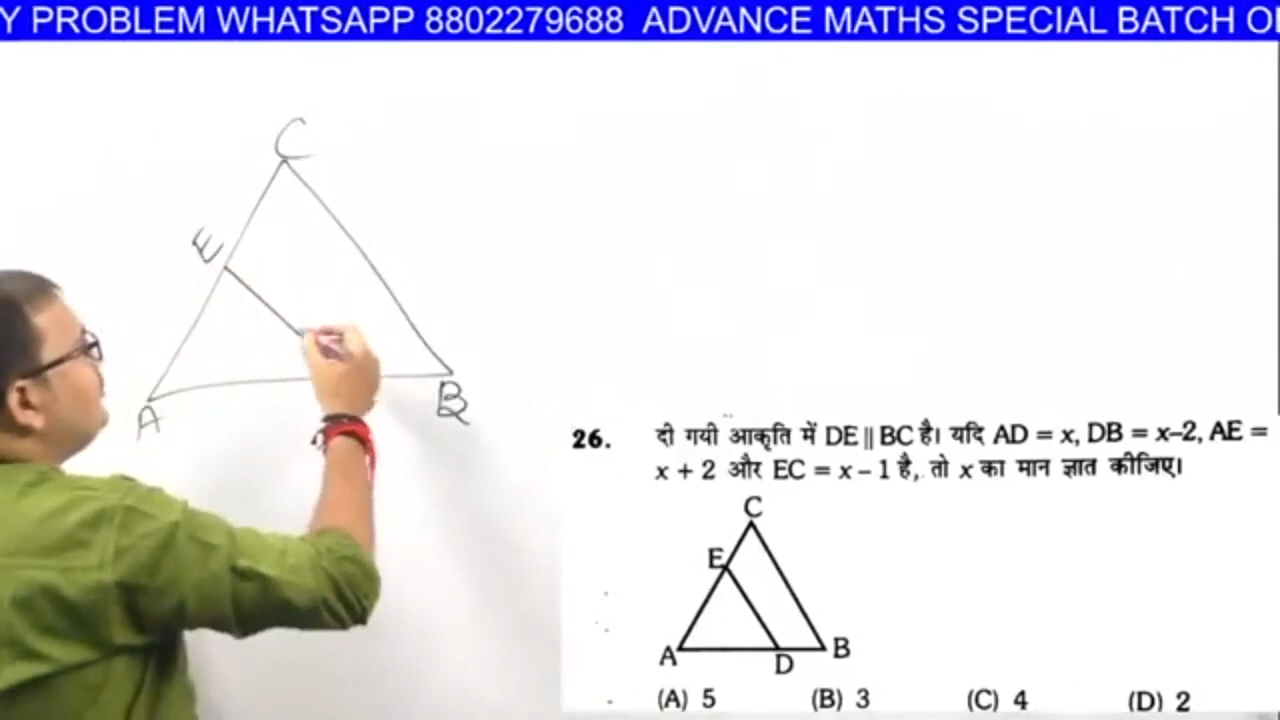 Y PROBLEM WHATSAPP 8802279688 ADVANCE MATHS SPECIAL BATCH
C
E
A
B
26. दी गयी आकृति में DE || BC है। यदि AD = x, DB = x–2, AE =
x + 2 और EC = x – 1 है, तो x का मान ज्ञात कीजिए।
C
E
A
D
B
(A) 5 (B) 3 (C) 4 (D) 2